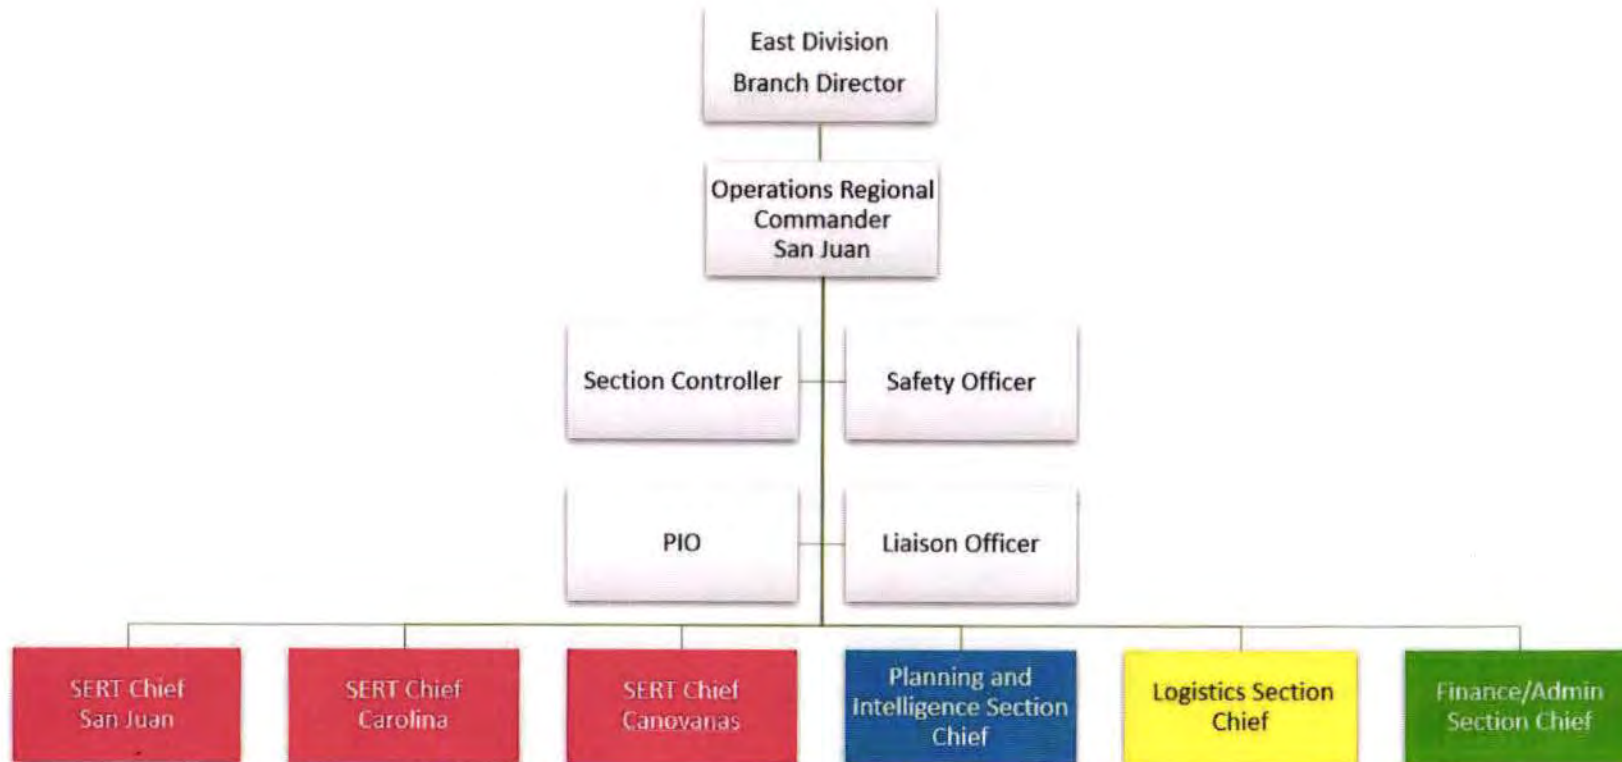 East Division
Branch Director
Operations Regional
Commander
San Juan
Section Controller
Safety Officer
PIO
Liaison Officer
SERT Chief
San Juan
SERT Chief
Carolina
SERT Chief
Canovanas
Planning and
Intelligence Section
Chief
Logistics Section
Chief
Finance/Admin
Section Chief